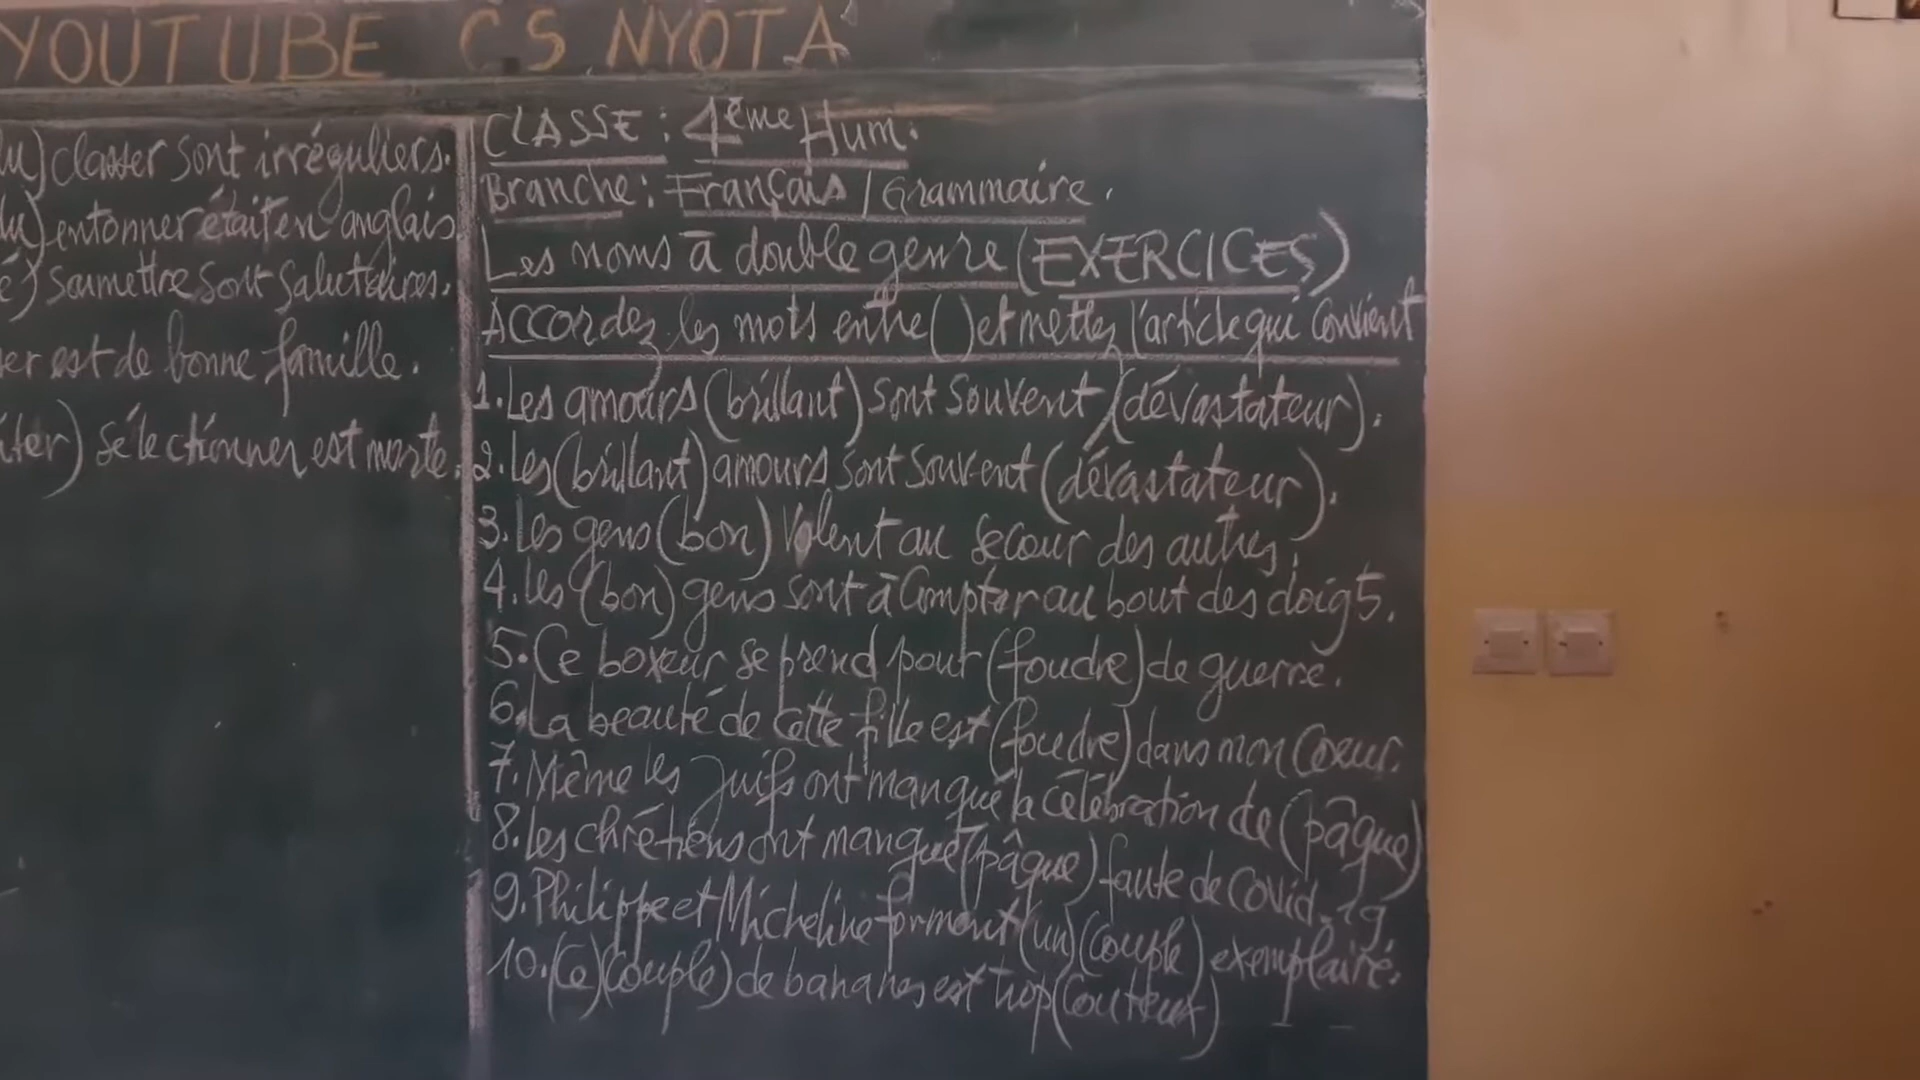 YOUTUBE CS NYOTA
lu) classer sont irréguliers.
lu) entonner était en anglais
é) soumettre sont salutaires.
er est de bonne famille.
iter) sélectionner est morte.
CLASSE : 4ème Hum.
Branche : Français / Grammaire.
Les noms à double genre (EXERCICES)
Accordez les mots entre ( ) et mettez l'article qui convient
1. Les amours (brillant) sont souvent (dévastateur).
2. Les (brillant) amours sont souvent (dévastateur).
3. Les gens (bon) volent au secour des autres.
4. Les (bon) gens sont à compter au bout des doigts.
5. Ce boxeur se prend pour (foudre) de guerre.
6. La beauté de cette fille est (foudre) dans mon coeur.
7. Même les Juifs ont manqué la célébration de (pâque)
8. Les chrétiens ont manqué (pâque) faute de Covid-19
9. Philippe et Micheline forment (un) (couple) exemplaire.
10. (Ce) (couple) de bananes est trop (couteux)